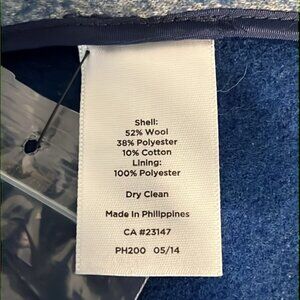 Shell:
52% Wool
38% Polyester
10% Cotton
Lining:
100% Polyester
Dry Clean
Made In Philippines
CA #23147
PH200 05/14